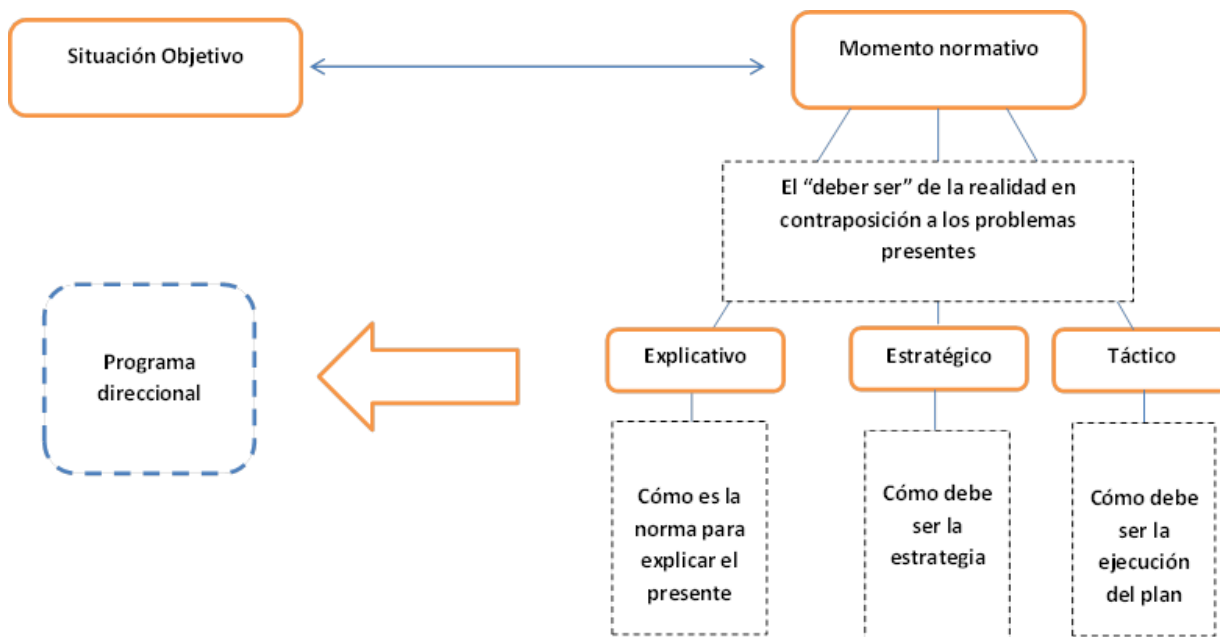 Situación Objetivo
Momento normativo
El “deber ser” de la realidad en
contraposición a los problemas
presentes
Programa
direccional
Explicativo
Estratégico
Táctico
Cómo es la
norma para
explicar el
presente
Cómo debe
ser la
estrategia
Cómo debe
ser la
ejecución
del plan